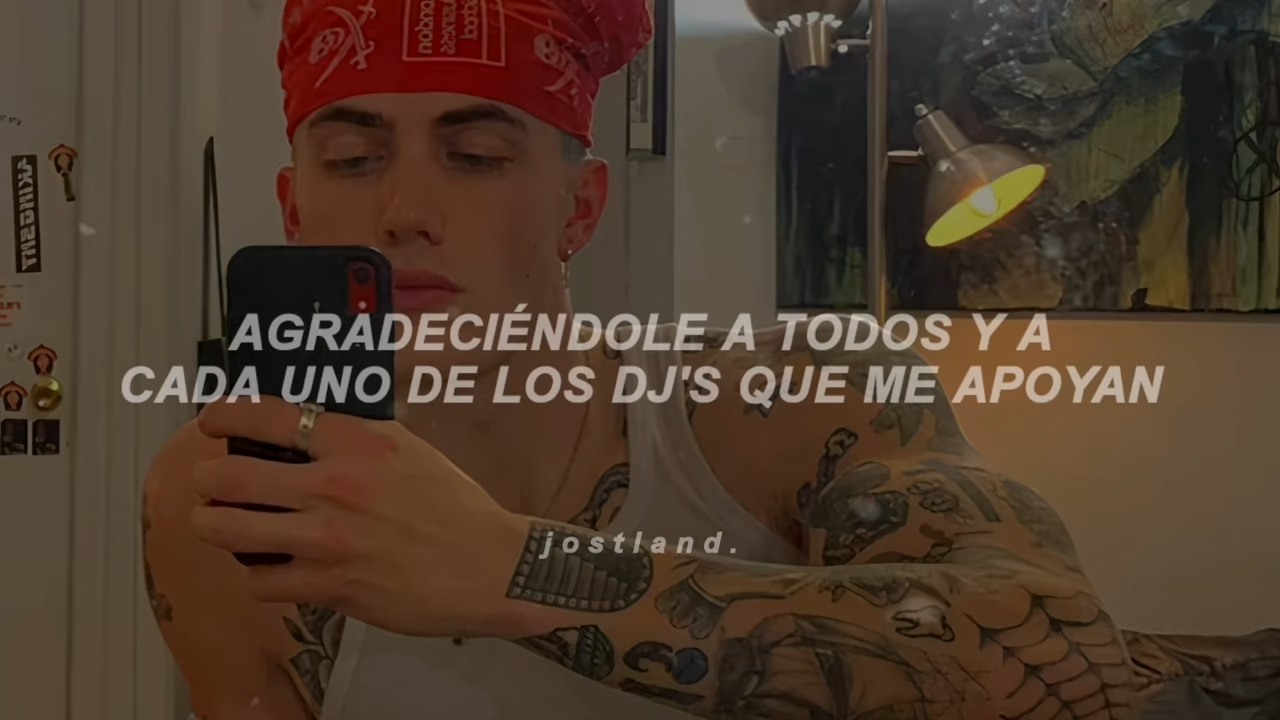 AGRADECIÉNDOLE A TODOS Y A
CADA UNO DE LOS DJ'S QUE ME APOYAN
jostland.